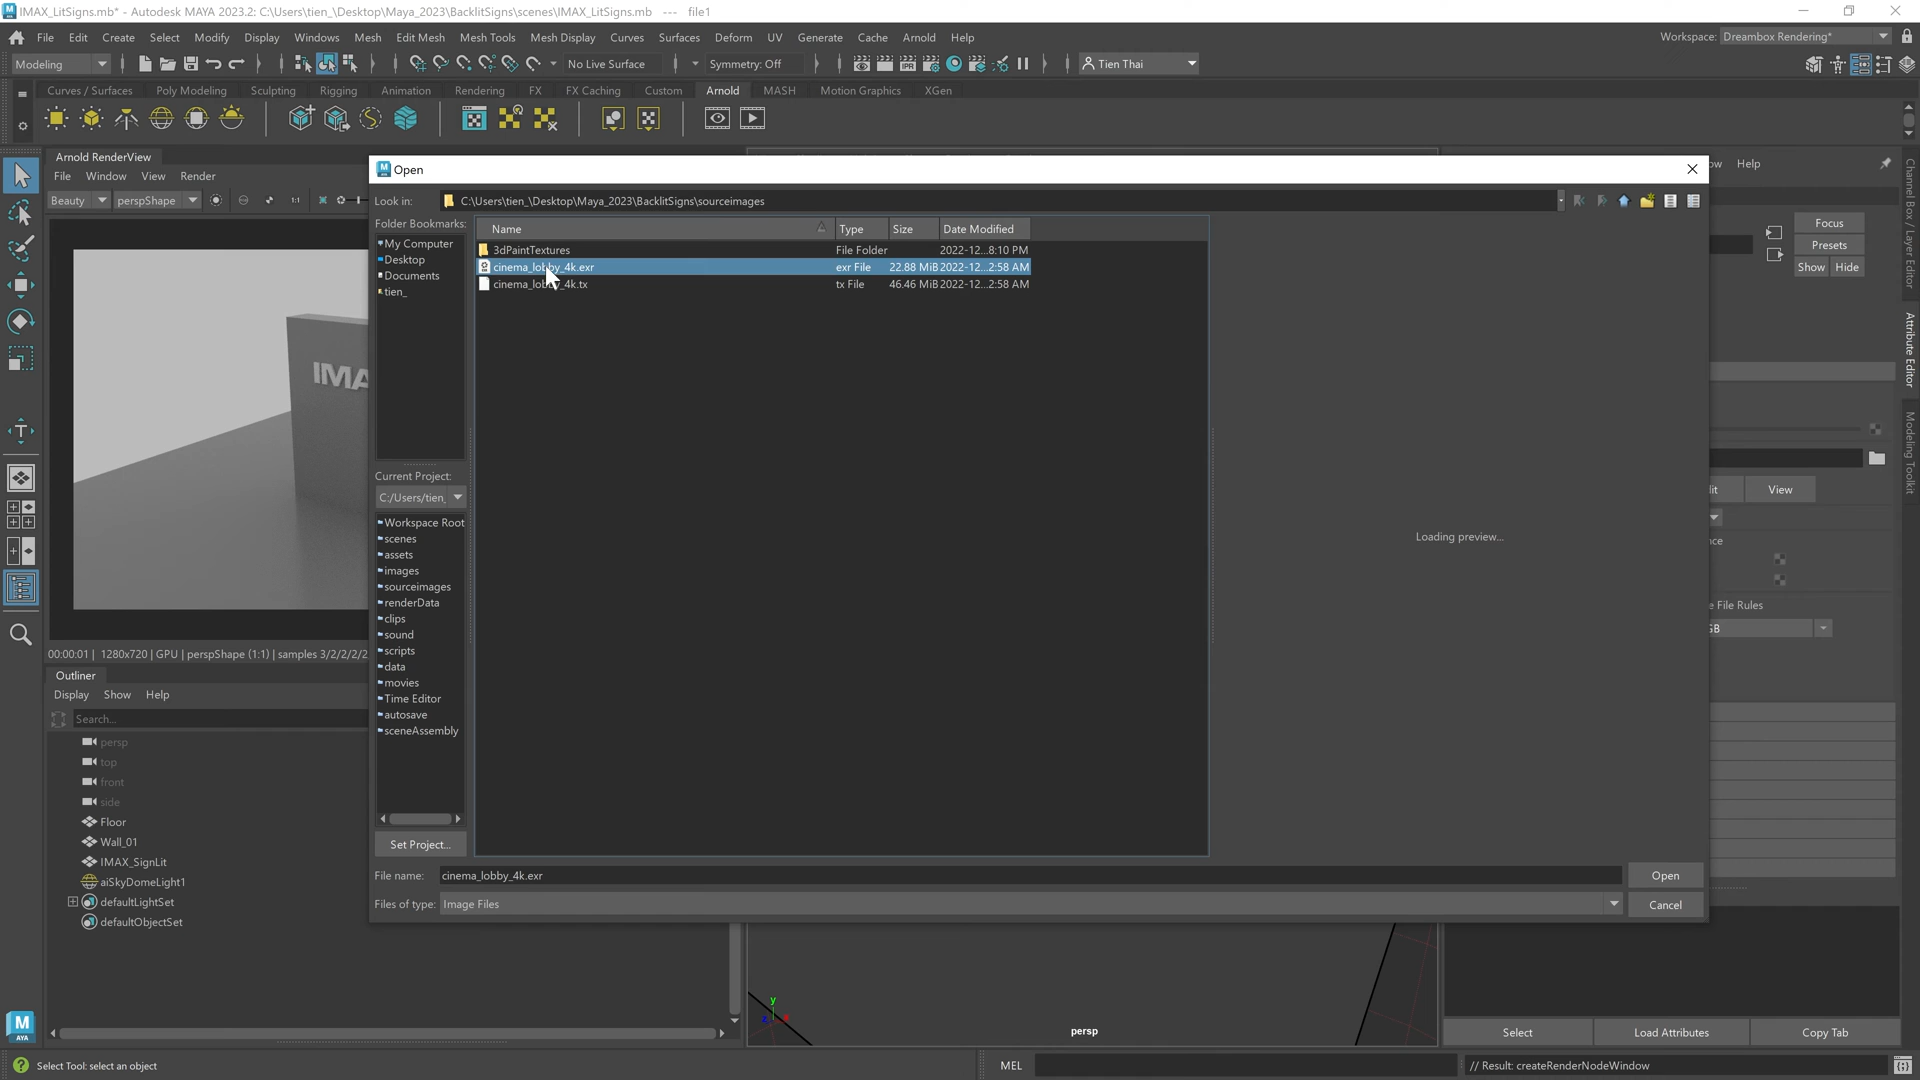 IMAX_LitSigns.mb* - Autodesk MAYA 2023.2: C:\Users\tien_\Desktop\Maya_2023\BacklitSigns\scenes\IMAX_LitSigns.mb --- file1
File Edit Create Select Modify Display Windows Mesh Edit Mesh Mesh Tools Mesh Display Curves Surfaces Deform UV Generate Cache Arnold Help
Workspace: Dreambox Rendering*
Modeling
No Live Surface
Symmetry: Off
Tien Thai
Curves / Surfaces Poly Modeling Sculpting Rigging Animation Rendering FX FX Caching Custom Arnold MASH Motion Graphics XGen
Arnold RenderView
File Window View Render
Beauty perspShape 1:1
Open
Look in: C:\Users\tien_\Desktop\Maya_2023\BacklitSigns\sourceimages
Folder Bookmarks:
My Computer
Desktop
Documents
tien_
Name Type Size Date Modified
3dPaintTextures File Folder 2022-12...8:10 PM
cinema_lobby_4k.exr exr File 22.88 MiB 2022-12...2:58 AM
cinema_lobby_4k.tx tx File 46.46 MiB 2022-12...2:58 AM
Loading preview...
Current Project:
C:/Users/tien_
Workspace Root
scenes
assets
images
sourceimages
renderData
clips
sound
scripts
data
movies
Time Editor
autosave
sceneAssembly
Set Project...
File name: cinema_lobby_4k.exr
Open
Files of type: Image Files
Cancel
IMA
00:00:01 | 1280x720 | GPU | perspShape (1:1) | samples 3/2/2/2/2
Outliner
Display Show Help
Search...
persp
top
front
side
Floor
Wall_01
IMAX_SignLit
aiSkyDomeLight1
defaultLightSet
defaultObjectSet
Help
Focus
Presets
Show Hide
View
e File Rules
Channel Box / Layer Editor
Attribute Editor
Modeling Toolkit
y
z
x
persp
Select Load Attributes Copy Tab
MAYA
Select Tool: select an object
MEL
// Result: createRenderNodeWindow